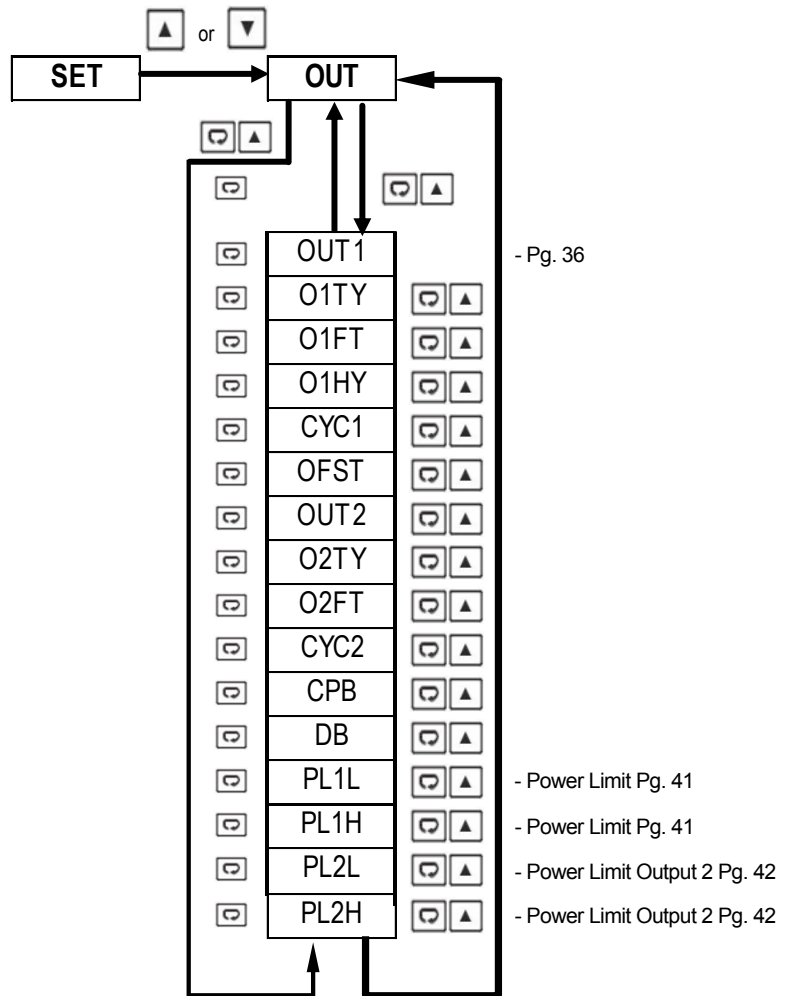 or
SET
OUT
OUT1 - Pg. 36
O1TY
O1FT
O1HY
CYC1
OFST
OUT2
O2TY
O2FT
CYC2
CPB
DB
PL1L - Power Limit Pg. 41
PL1H - Power Limit Pg. 41
PL2L - Power Limit Output 2 Pg. 42
PL2H - Power Limit Output 2 Pg. 42